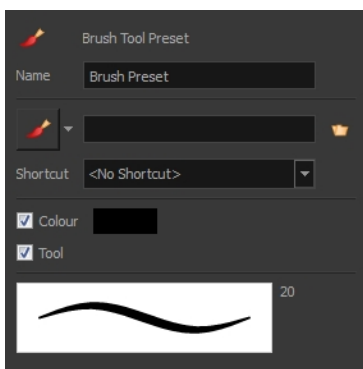 Brush Tool Preset
Name Brush Preset
Shortcut <No Shortcut>
Colour
Tool
20